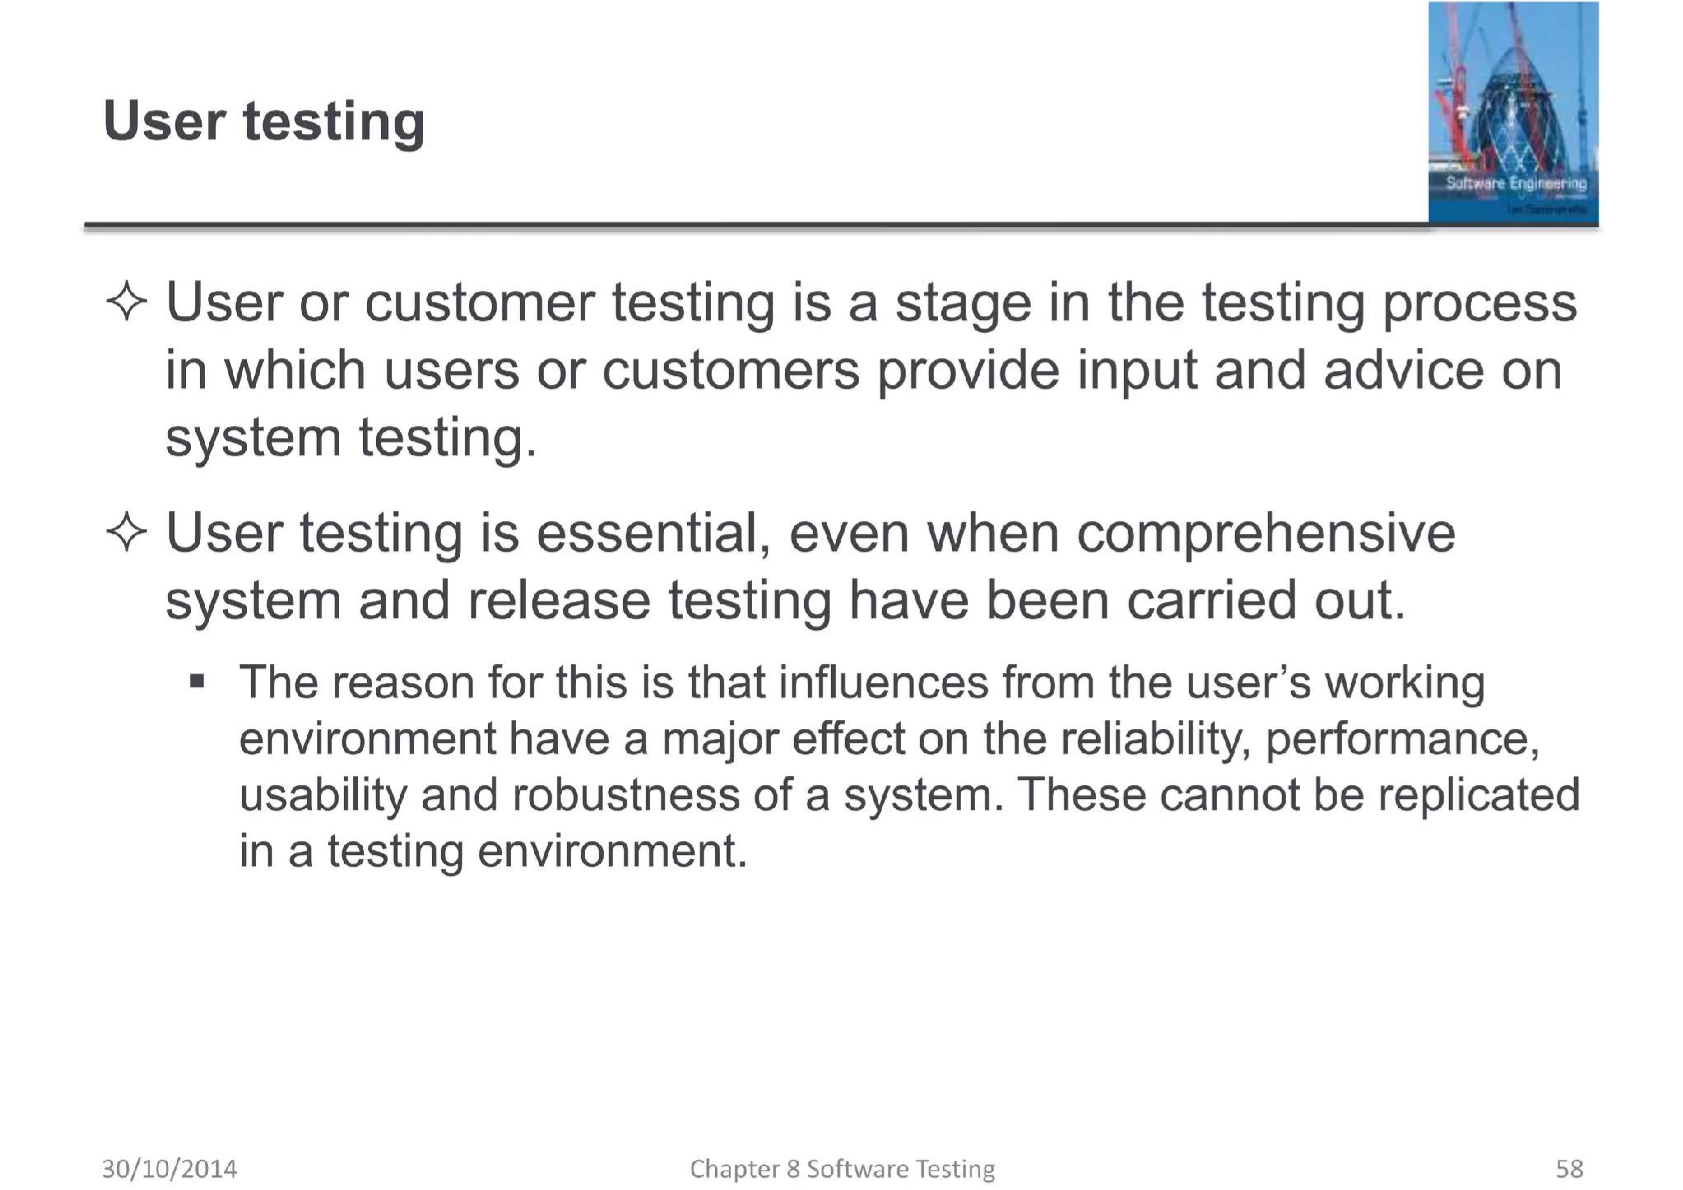 User testing
Software Engineering
Ian Sommerville
✧ User or customer testing is a stage in the testing process
in which users or customers provide input and advice on
system testing.
✧ User testing is essential, even when comprehensive
system and release testing have been carried out.
▪ The reason for this is that influences from the user’s working
environment have a major effect on the reliability, performance,
usability and robustness of a system. These cannot be replicated
in a testing environment.
30/10/2014
Chapter 8 Software Testing
58